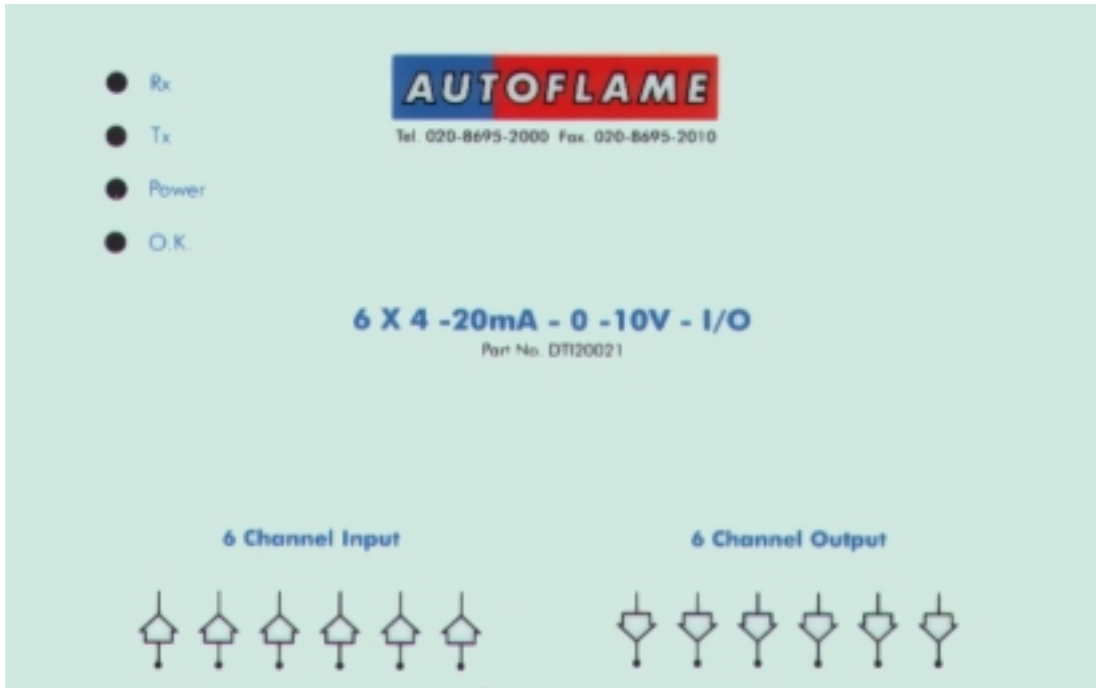 Rx
AUTOFLAME
Tel. 020-8695-2000 Fax. 020-8695-2010
Tx
Power
O.K.
6 X 4 -20mA - 0 -10V - I/O
Part No. DTI20021
6 Channel Input
6 Channel Output